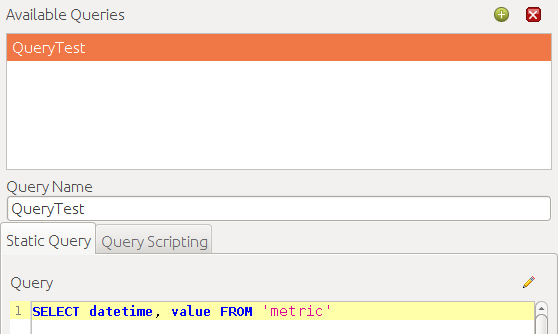 Available Queries
QueryTest
Query Name
QueryTest
Static Query Query Scripting
Query
1 SELECT datetime, value FROM 'metric'